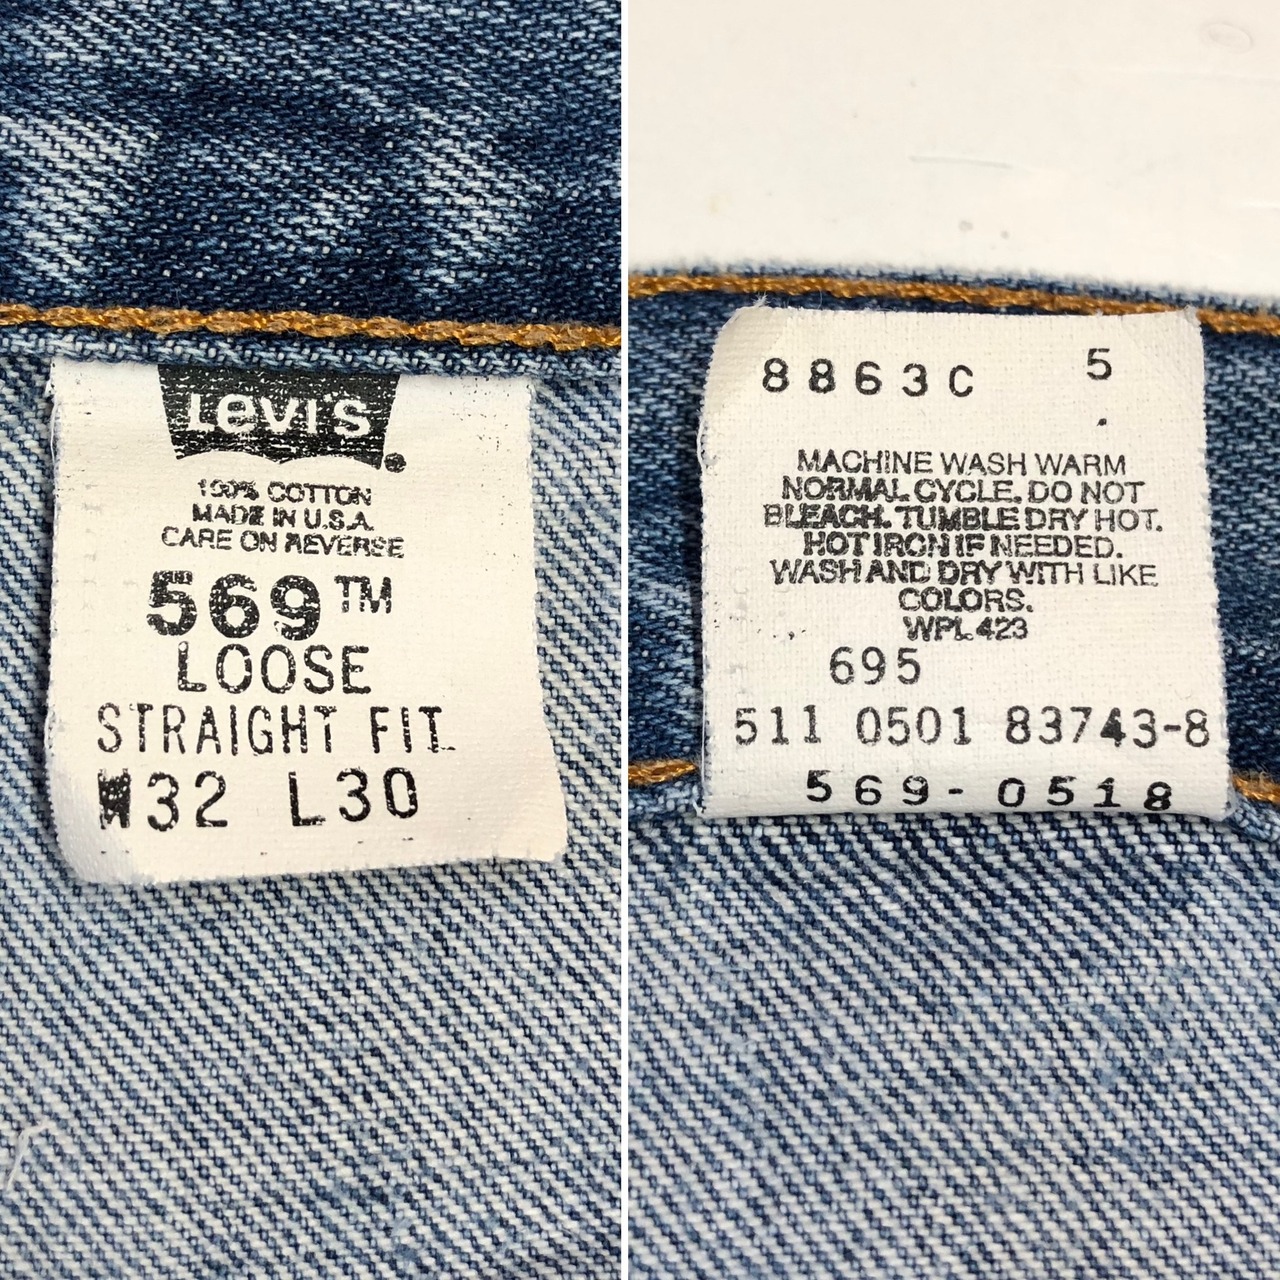 Levi's
100% COTTON
MADE IN U.S.A.
CARE ON REVERSE
569™
LOOSE
STRAIGHT FIT
W32 L30
8863C 5
MACHINE WASH WARM
NORMAL CYCLE. DO NOT
BLEACH. TUMBLE DRY HOT.
HOT IRON IF NEEDED.
WASH AND DRY WITH LIKE
COLORS.
WPL 423
695
511 0501 83743-8
569-0518